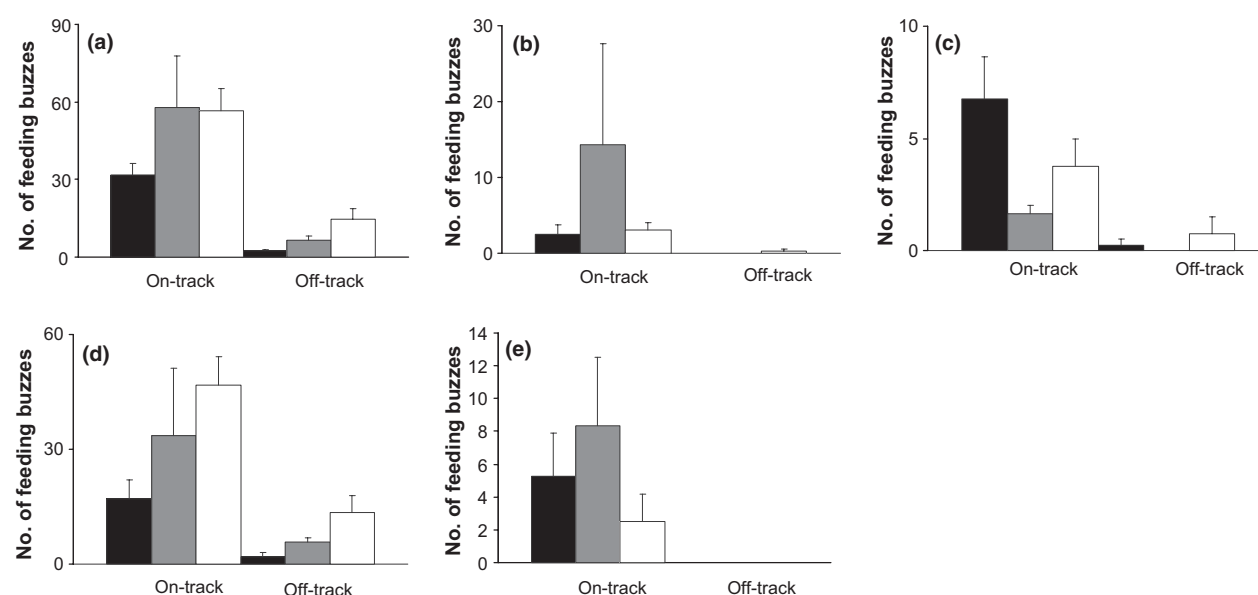 (a)
No. of feeding buzzes
90
60
30
0
On-track Off-track
(b)
No. of feeding buzzes
30
20
10
0
On-track Off-track
(c)
No. of feeding buzzes
10
5
0
On-track Off-track
(d)
No. of feeding buzzes
60
30
0
On-track Off-track
(e)
No. of feeding buzzes
14
12
10
8
6
4
2
0
On-track Off-track